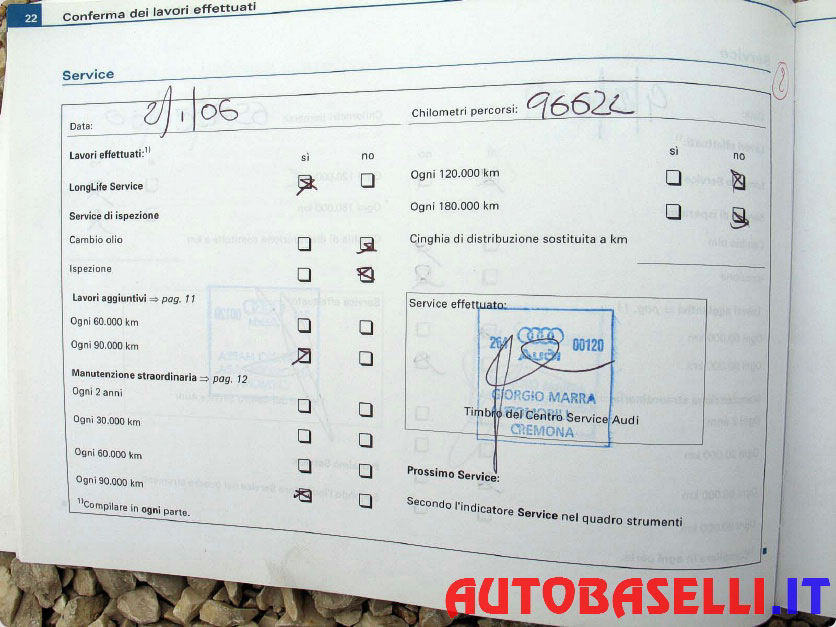 22
Conferma dei lavori effettuati
Service
Data:
Chilometri percorsi: 96622
Lavori effettuati:1)
sì no
LongLife Service
Service di ispezione
Cambio olio
Ispezione
Lavori aggiuntivi ⇒ pag. 11
Ogni 60.000 km
Ogni 90.000 km
Manutenzione straordinaria ⇒ pag. 12
Ogni 2 anni
Ogni 30.000 km
Ogni 60.000 km
Ogni 90.000 km
1)Compilare in ogni parte.
sì no
Ogni 120.000 km
Ogni 180.000 km
Cinghia di distribuzione sostituita a km
Service effettuato:
00120
AUDI
GIORGIO MARRA
Timbro del Centro Service Audi
CREMONA
Prossimo Service:
Secondo l'indicatore Service nel quadro strumenti
AUTOBASELLI.IT